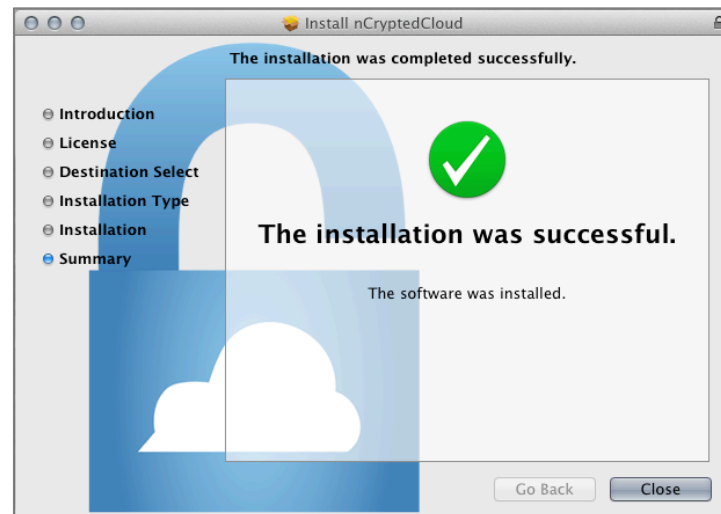 Install nCryptedCloud
The installation was completed successfully.
Introduction
License
Destination Select
Installation Type
Installation
Summary
The installation was successful.
The software was installed.
Go Back
Close